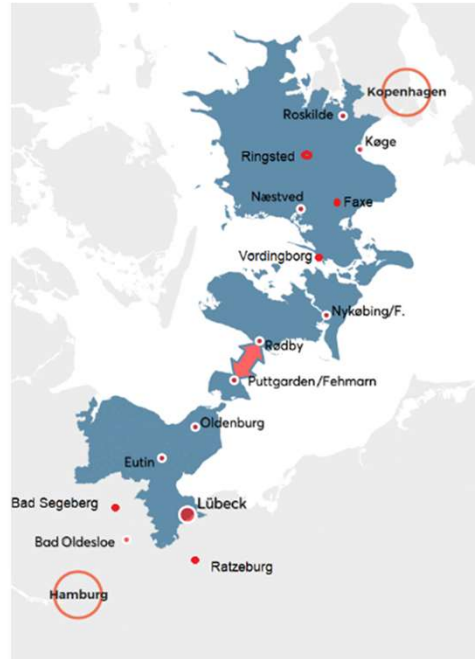 Kopenhagen
Roskilde
Køge
Ringsted
Næstved
Faxe
Vordingborg
Nykøbing/F.
Rødby
Puttgarden/Fehmarn
Oldenburg
Eutin
Bad Segeberg
Lübeck
Bad Oldesloe
Ratzeburg
Hamburg